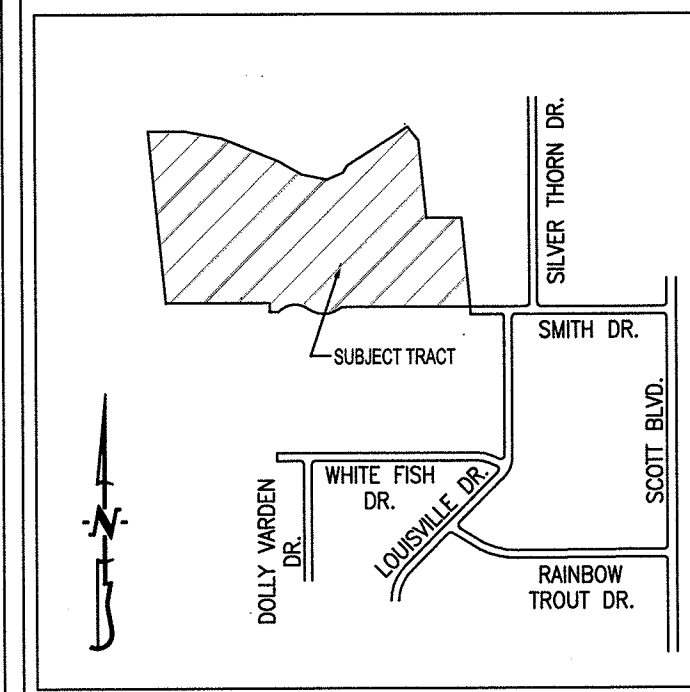 SILVER THORN DR.
SMITH DR.
SUBJECT TRACT
SCOTT BLVD.
WHITE FISH
DR.
LOUISVILLE DR.
DOLLY VARDEN
DR.
-N-
RAINBOW
TROUT DR.